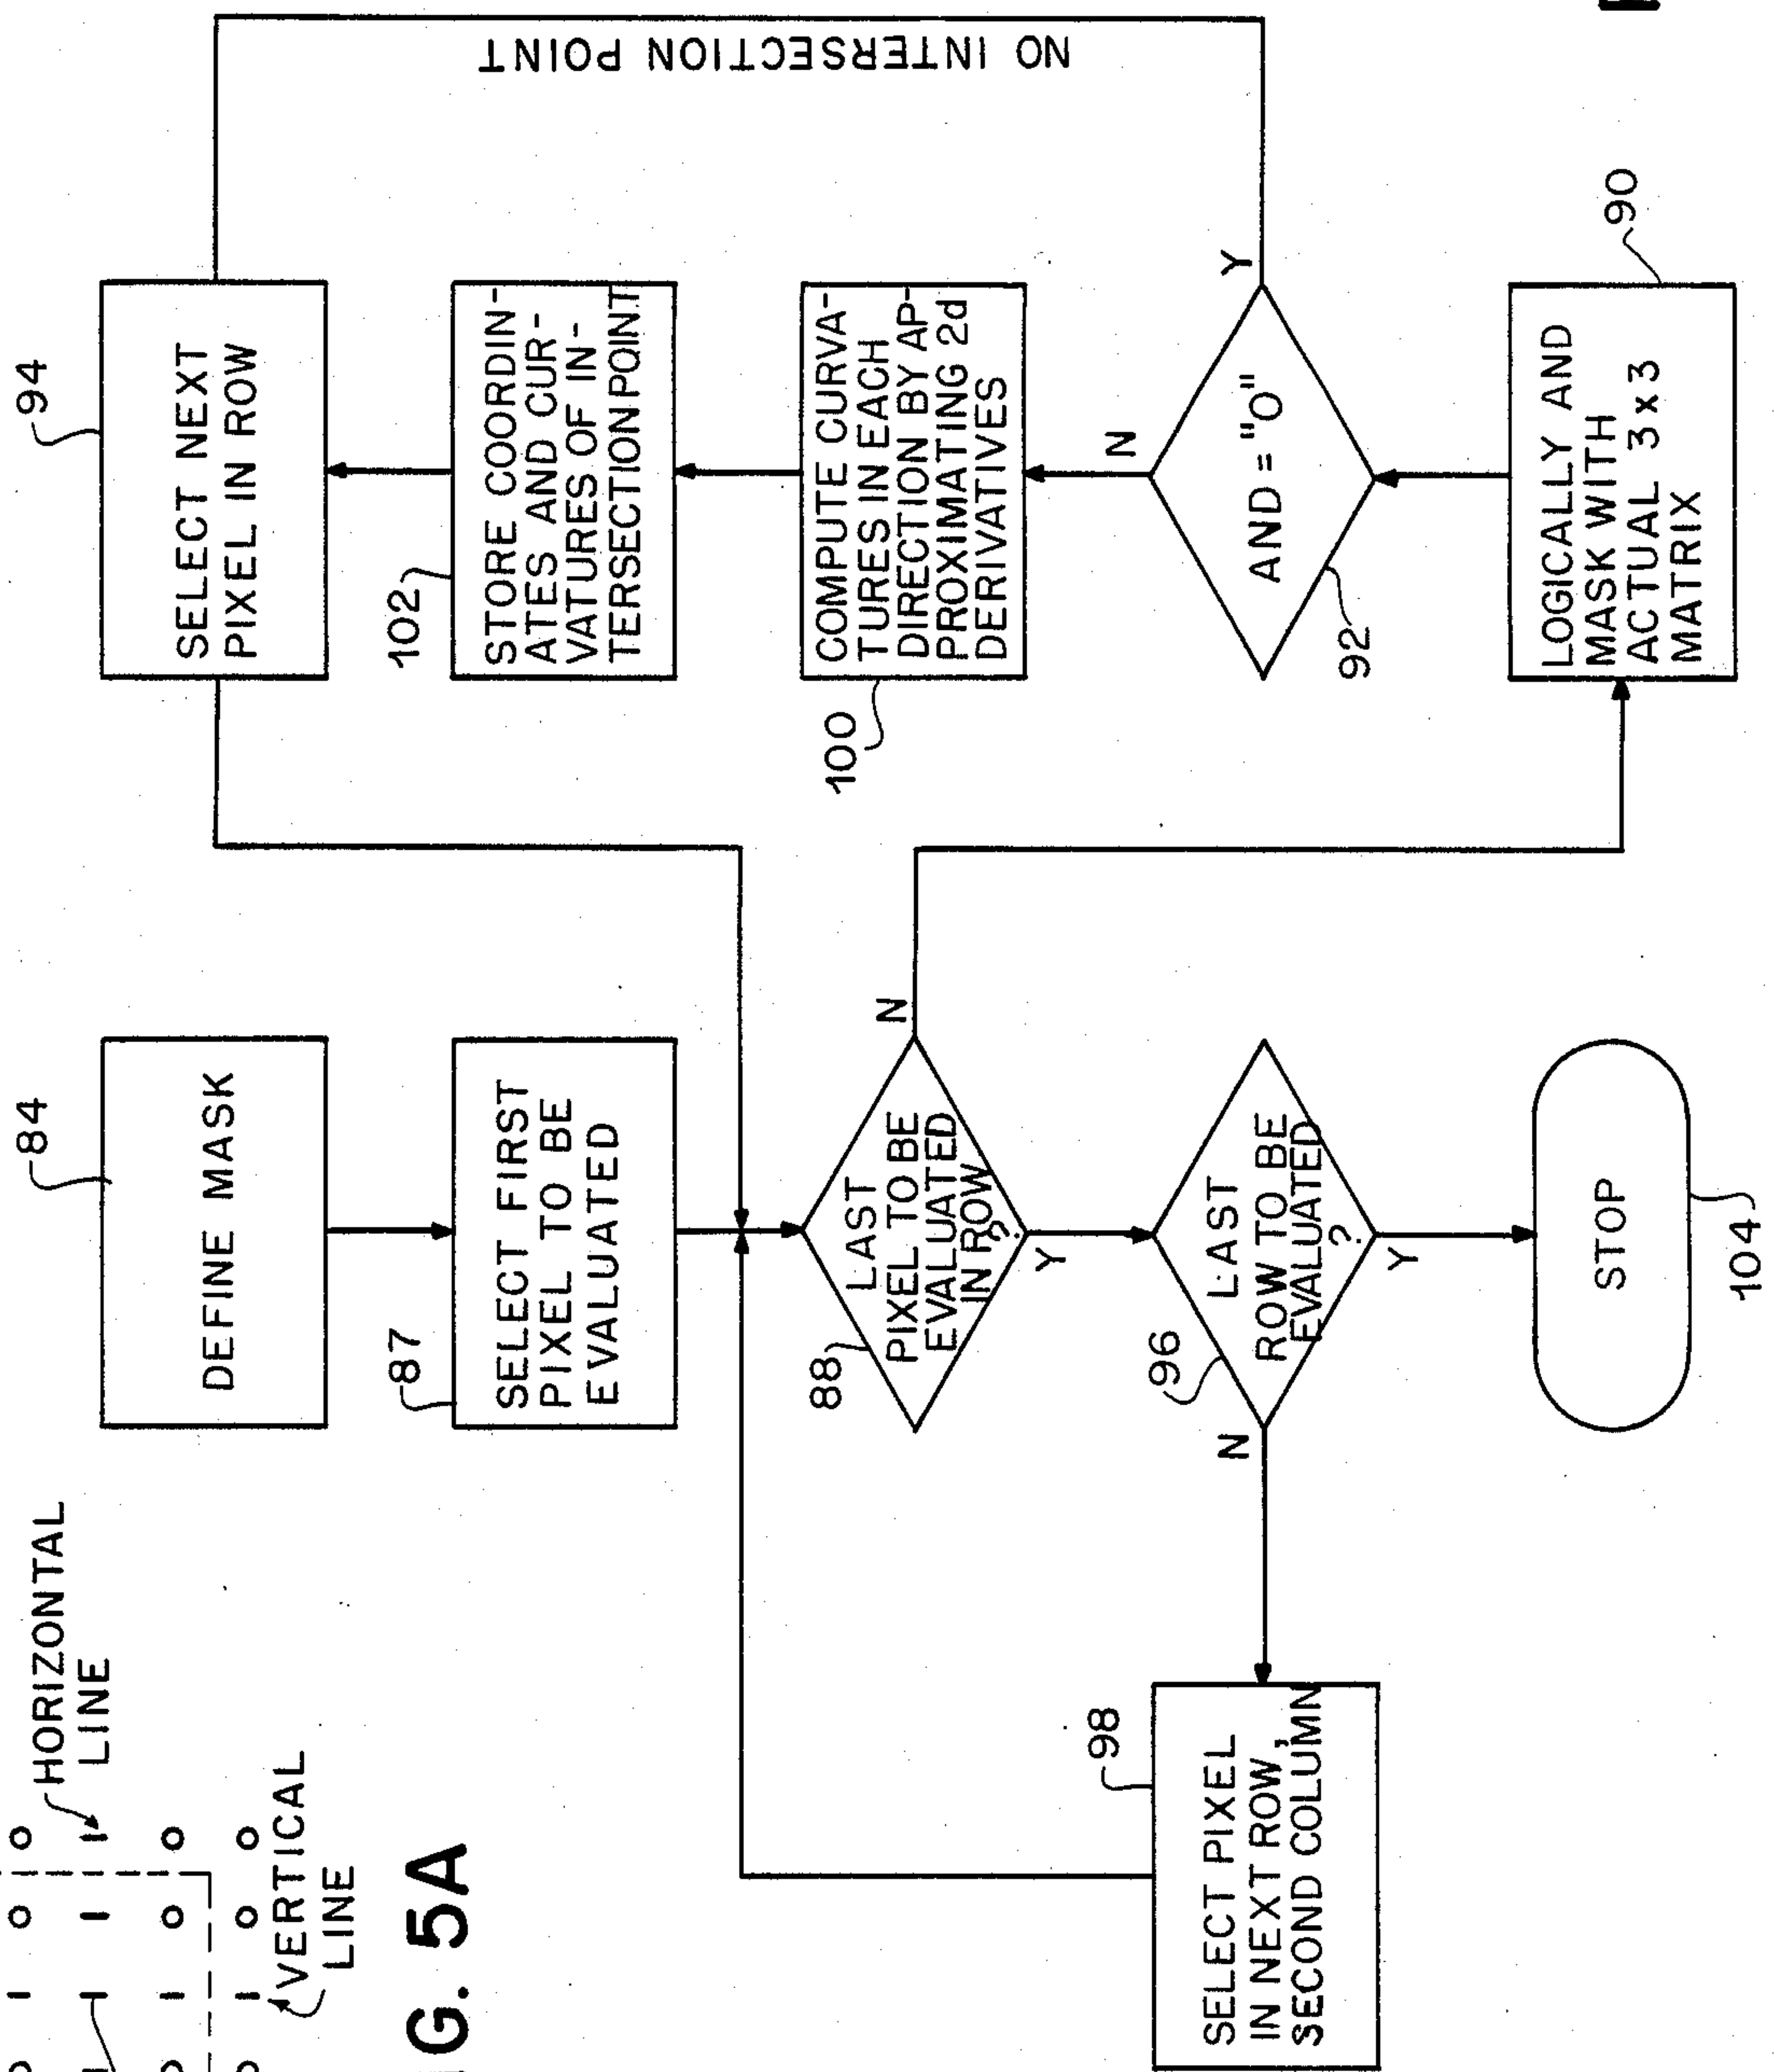 O O O
I I I HORIZONTAL
LINE
I O O
I O O
VERTICAL
LINE
G. 5A
84
DEFINE MASK
87
SELECT FIRST
PIXEL TO BE
EVALUATED
88
LAST
PIXEL TO BE
EVALUATED
IN ROW
?
N
Y
96
LAST
ROW TO BE
EVALUATED
?
N
Y
98
SELECT PIXEL
IN NEXT ROW,
SECOND COLUMN
STOP
104
94
SELECT NEXT
PIXEL IN ROW
102
STORE COORDIN-
ATIES AND CUR-
VATURES OF IN-
TERSECTION POINT
100
COMPUTE CURVA-
TURES IN EACH
DIRECTION BY AP-
PROXIMATING 2d
DERIVATIVES
N
AND = "O"
92
Y
NO INTERSECTION POINT
LOGICALLY AND
MASK WITH
ACTUAL 3 x 3
MATRIX
90